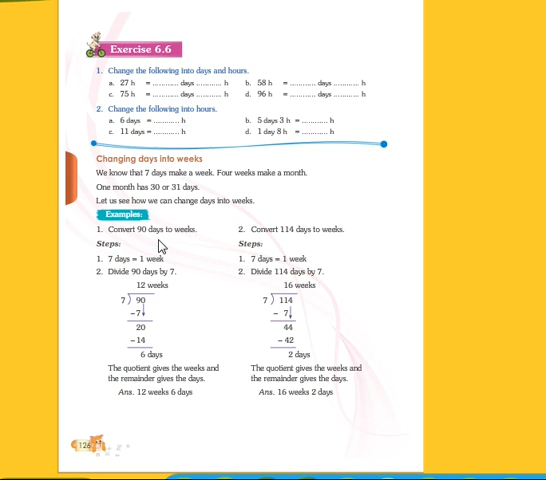 Exercise 6.6
1. Change the following into days and hours.
a. 27 h = ............ days ............ h b. 58 h = ............ days ............ h
c. 75 h = ............ days ............ h d. 96 h = ............ days ............ h
2. Change the following into hours.
a. 6 days = ............ h b. 5 days 3 h = ............ h
c. 11 days = ............ h d. 1 day 8 h = ............ h
Changing days into weeks
We know that 7 days make a week. Four weeks make a month.
One month has 30 or 31 days.
Let us see how we can change days into weeks.
Examples:
1. Convert 90 days to weeks.
Steps:
1. 7 days = 1 week
2. Divide 90 days by 7.
12 weeks
7 ) 90
−7
20
−14
6 days
The quotient gives the weeks and
the remainder gives the days.
Ans. 12 weeks 6 days
2. Convert 114 days to weeks.
Steps:
1. 7 days = 1 week
2. Divide 114 days by 7.
16 weeks
7 ) 114
− 7
44
− 42
2 days
The quotient gives the weeks and
the remainder gives the days.
Ans. 16 weeks 2 days
126